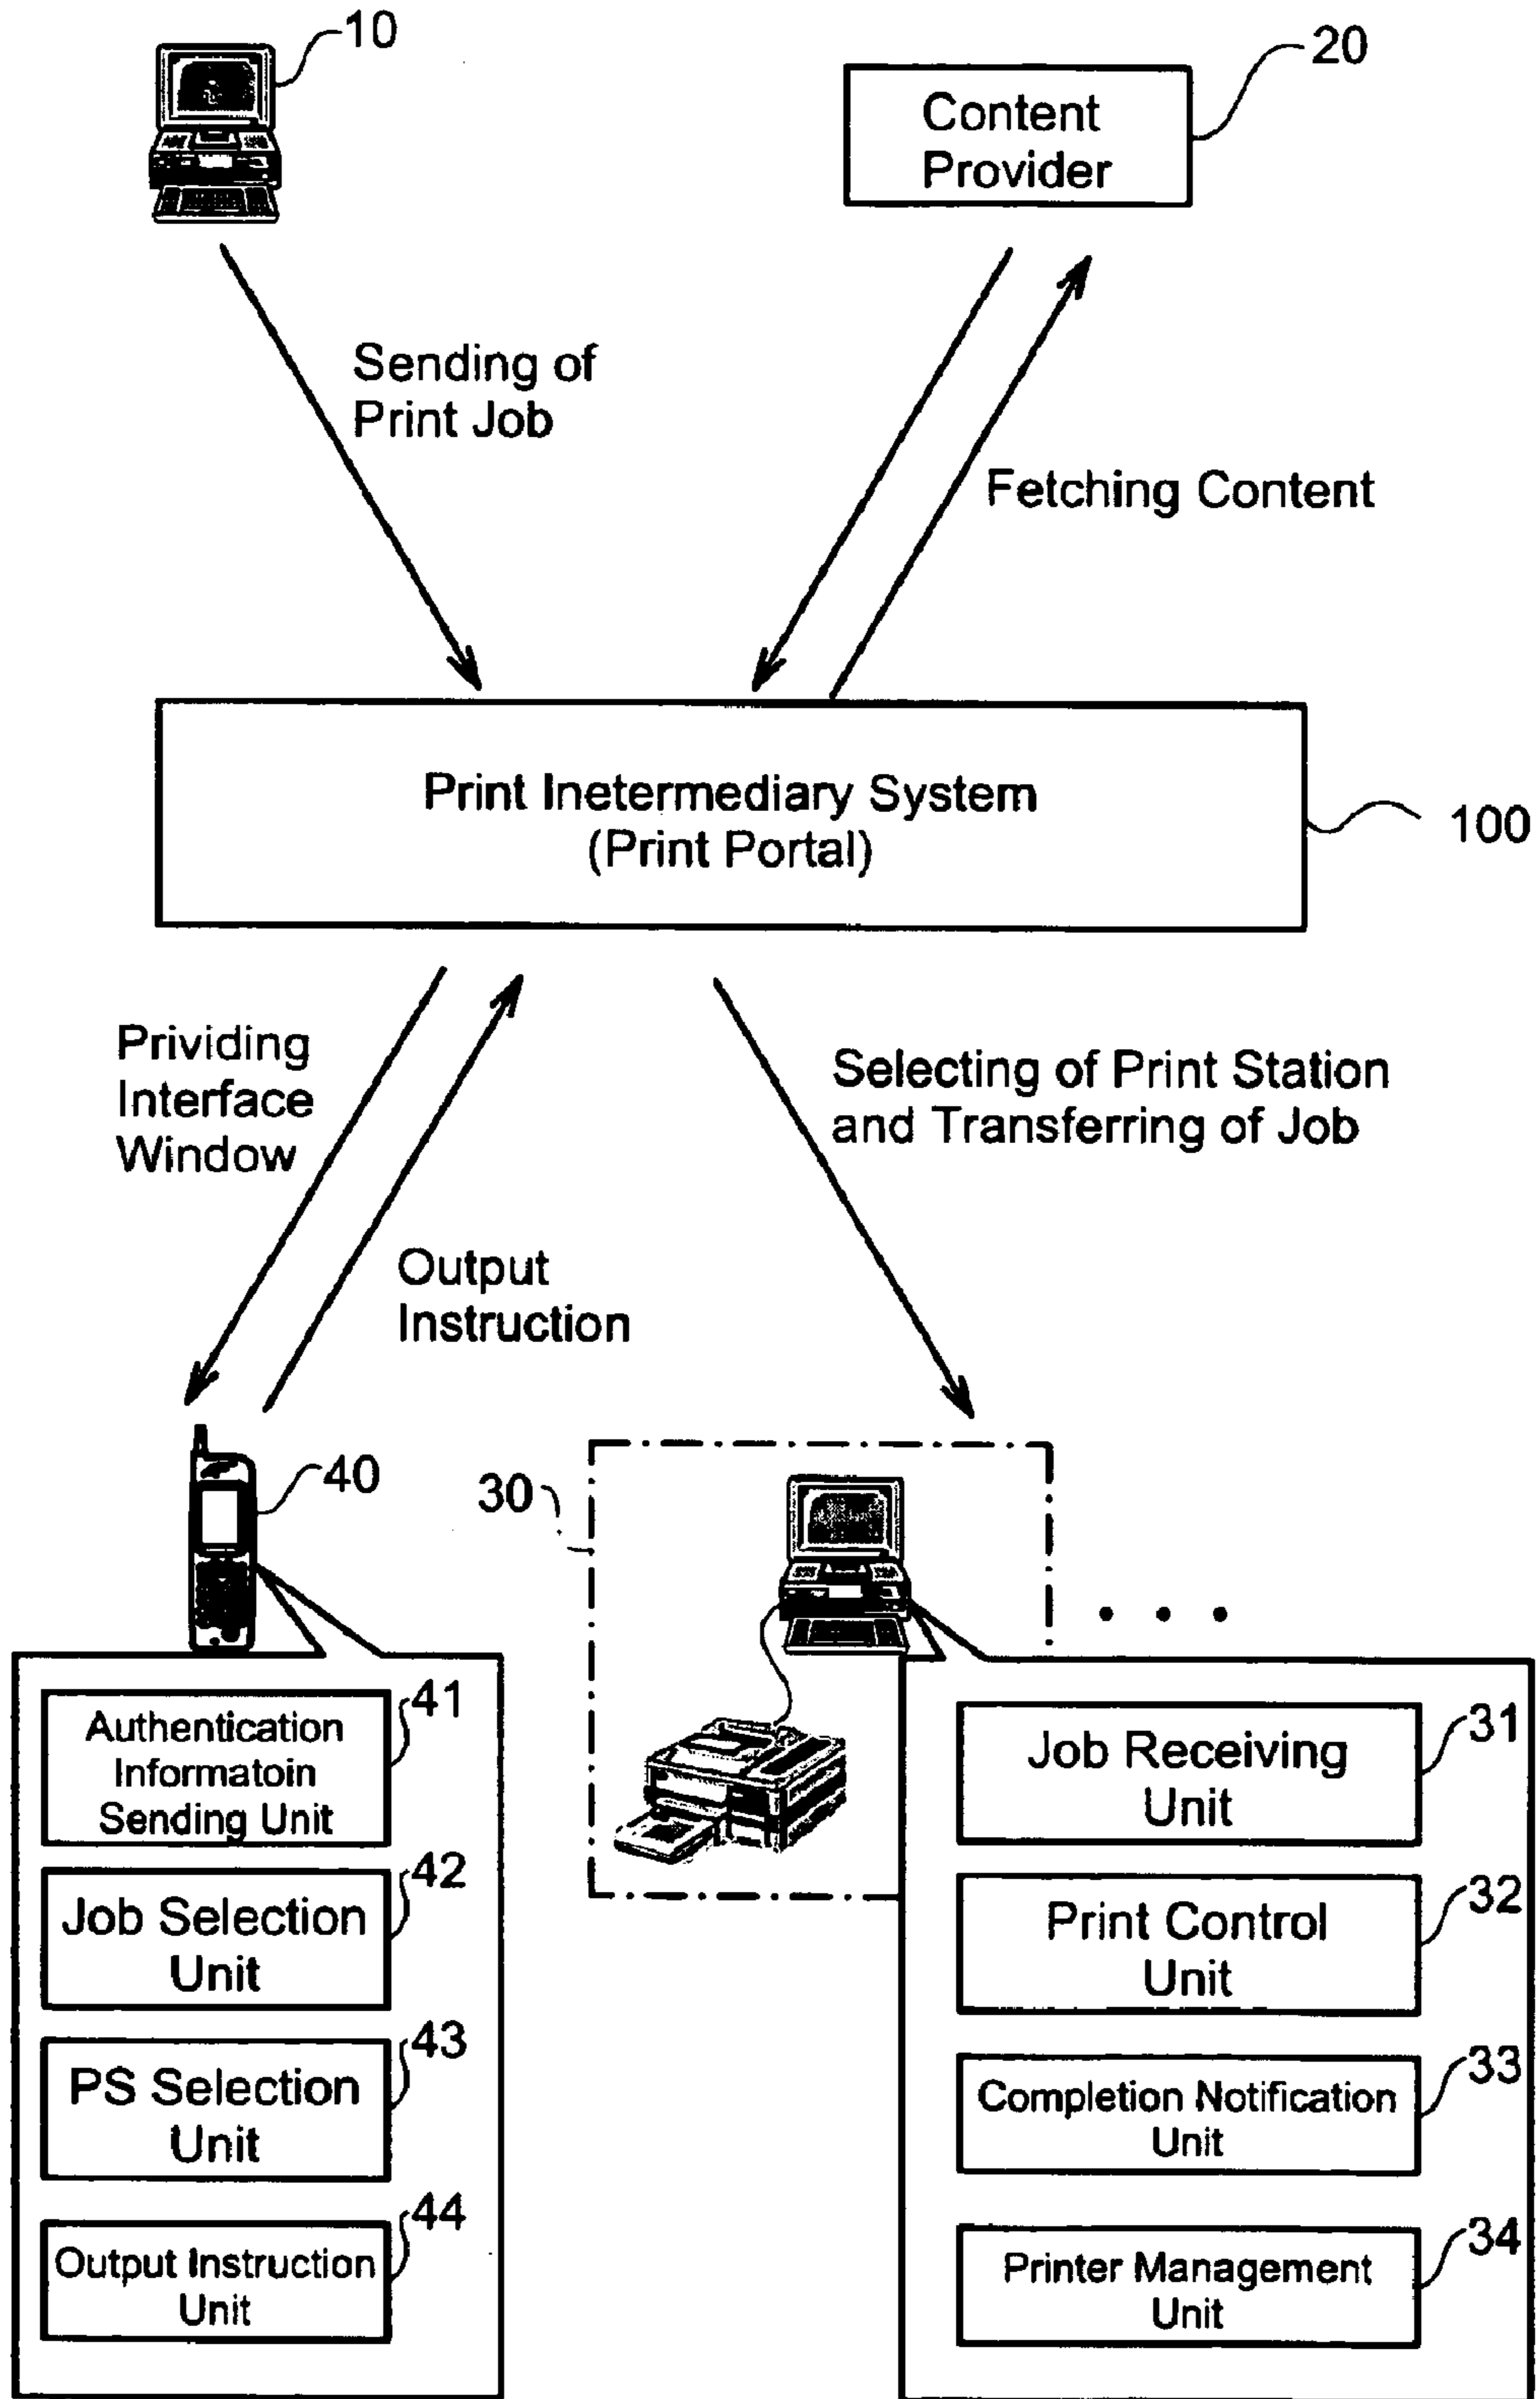 10
20
Content
Provider
Sending of
Print Job
Fetching Content
Print Inetermediary System
(Print Portal)
100
Prividing
Interface
Window
Selecting of Print Station
and Transferring of Job
Output
Instruction
40
30
41
Authentication
Informatoin
Sending Unit
42
Job Selection
Unit
43
PS Selection
Unit
44
Output Instruction
Unit
31
Job Receiving
Unit
32
Print Control
Unit
33
Completion Notification
Unit
34
Printer Management
Unit